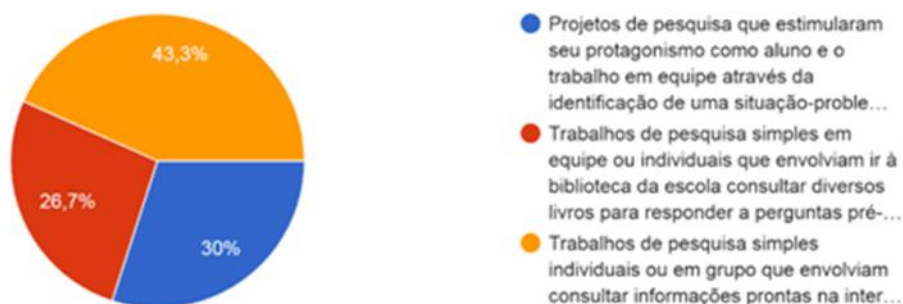 43,3%
26,7%
30%
Projetos de pesquisa que estimularam
seu protagonismo como aluno e o
trabalho em equipe através da
identificação de uma situação-proble…
Trabalhos de pesquisa simples em
equipe ou individuais que envolviam ir à
biblioteca da escola consultar diversos
livros para responder a perguntas pré-…
Trabalhos de pesquisa simples
individuais ou em grupo que envolviam
consultar informações prontas na inter…